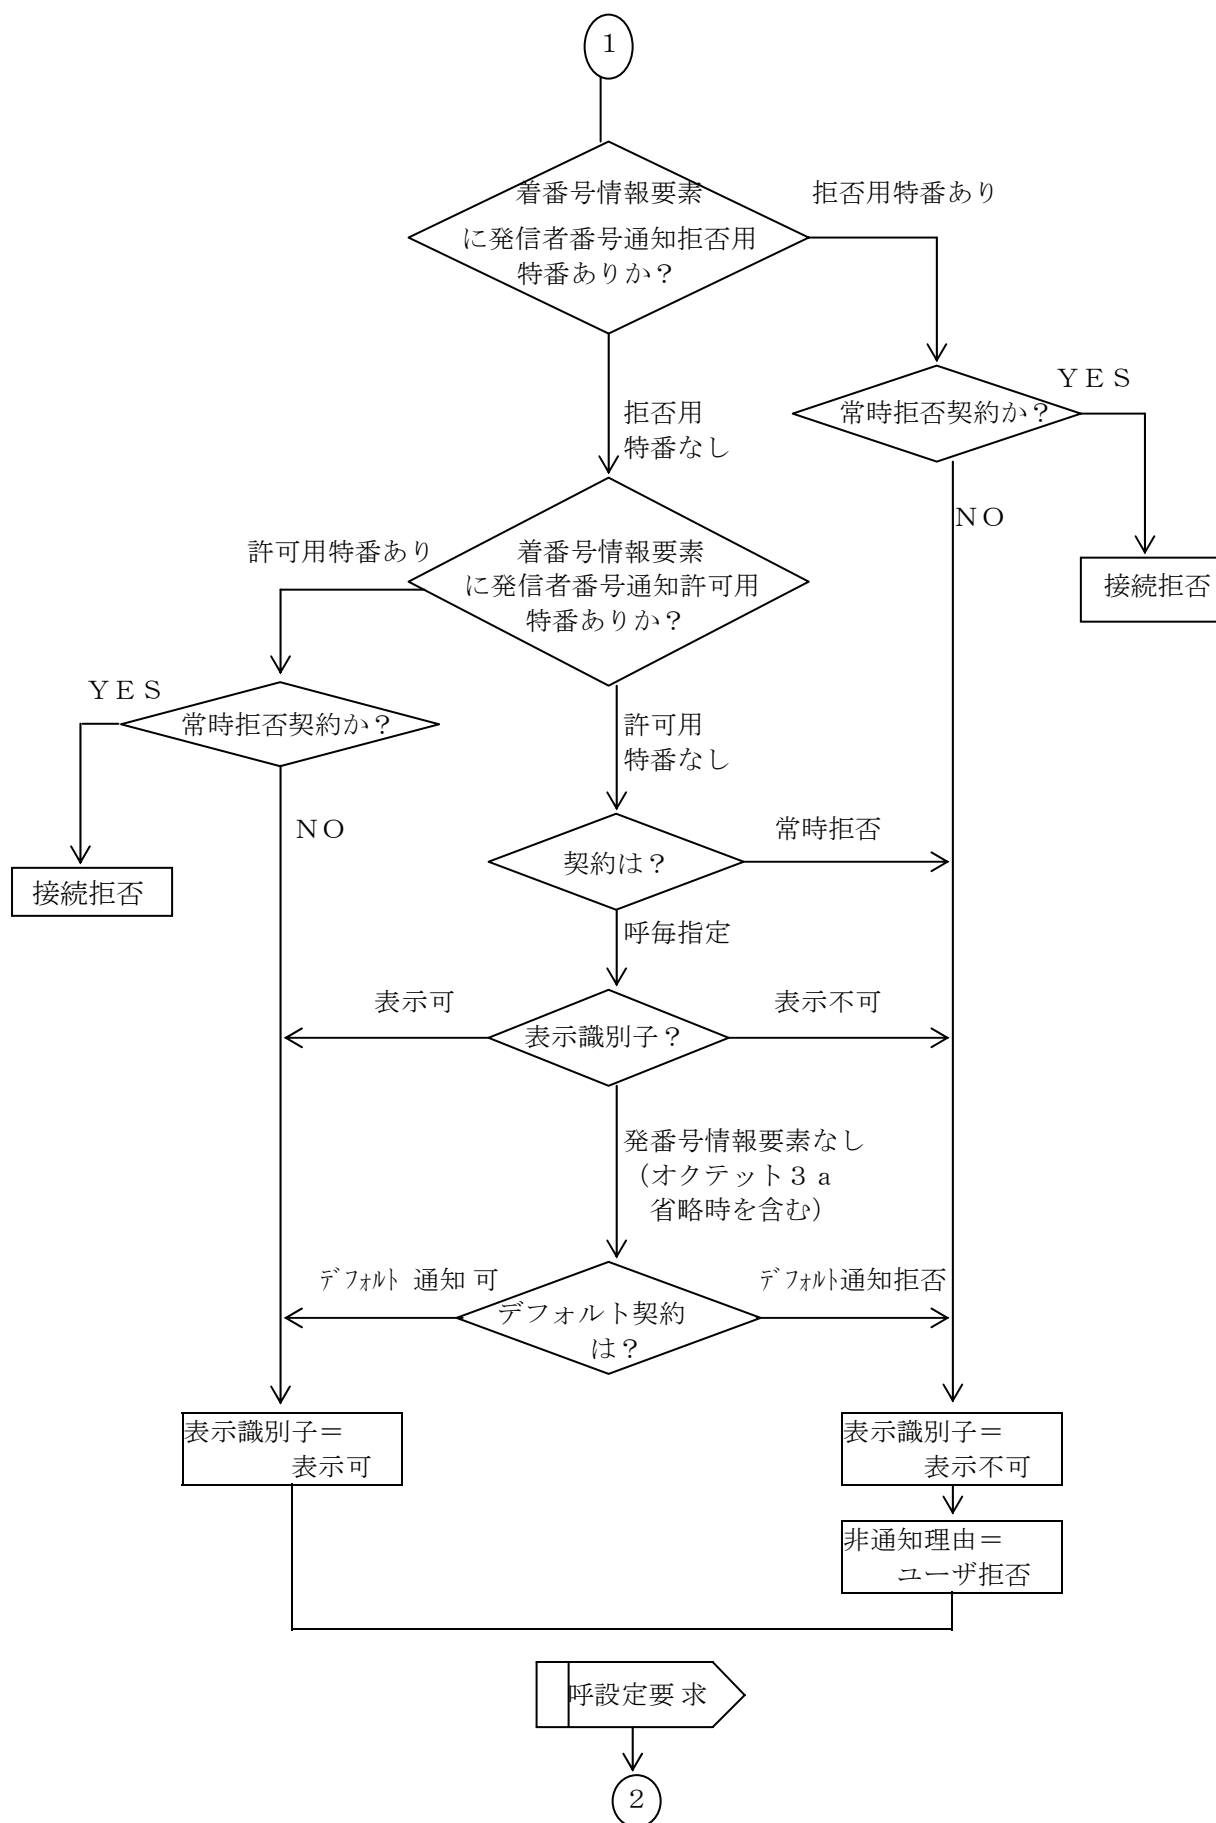 １
着番号情報要素
に発信者番号通知拒否用
特番ありか？
拒否用特番あり
拒否用
特番なし
常時拒否契約か？
ＹＥＳ
ＮＯ
接続拒否
許可用特番あり
着番号情報要素
に発信者番号通知許可用
特番ありか？
ＹＥＳ
常時拒否契約か？
許可用
特番なし
ＮＯ
接続拒否
契約は？
常時拒否
呼毎指定
表示可
表示識別子？
表示不可
発番号情報要素なし
（オクテット３ａ
省略時を含む）
ﾃﾞﾌｫﾙﾄ 通知 可
デフォルト契約
は？
ﾃﾞﾌｫﾙﾄ通知拒否
表示識別子＝
表示可
表示識別子＝
表示不可
非通知理由＝
ユーザ拒否
呼設定要 求
２